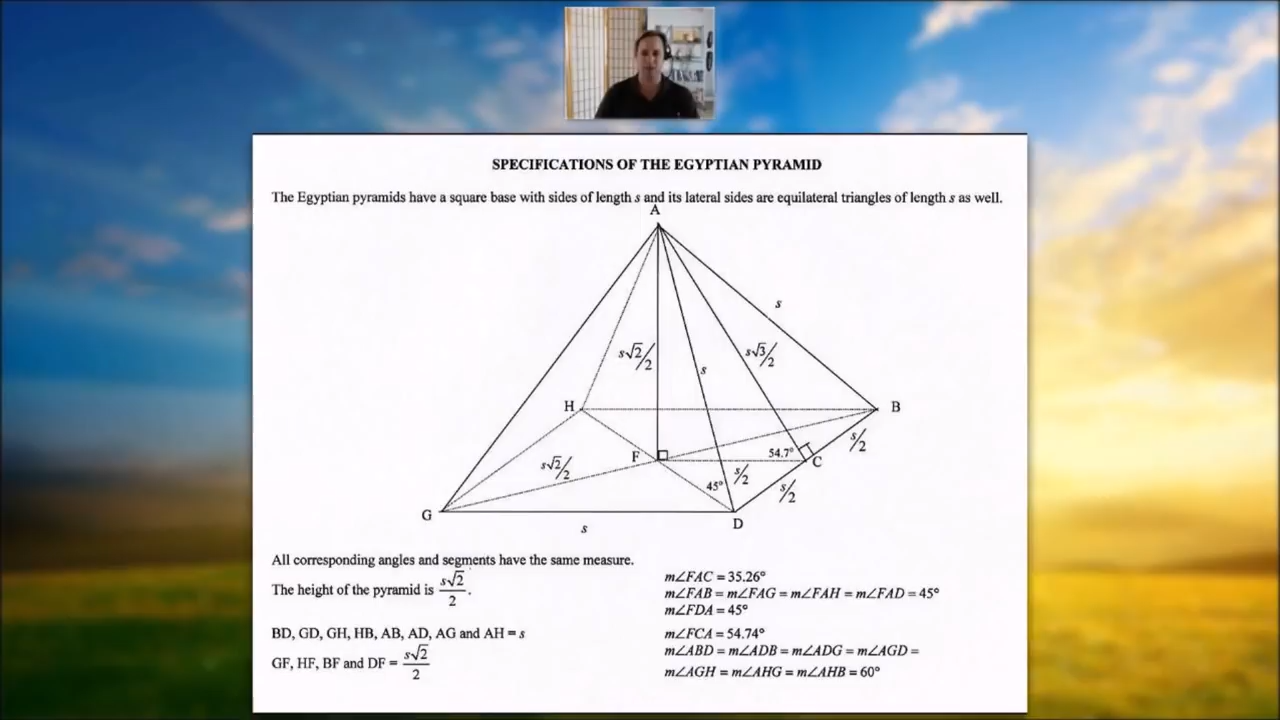 SPECIFICATIONS OF THE EGYPTIAN PYRAMID
The Egyptian pyramids have a square base with sides of length s and its lateral sides are equilateral triangles of length s as well.
A
s
s√2/2
s√3/2
s
H
B
s/2
F
54.7°
C
s√2/2
s/2
45°
s/2
G
D
s
All corresponding angles and segments have the same measure.
The height of the pyramid is s√2/2.
BD, GD, GH, HB, AB, AD, AG and AH = s
GF, HF, BF and DF = s√2/2
m∠FAC = 35.26°
m∠FAB = m∠FAG = m∠FAH = m∠FAD = 45°
m∠FDA = 45°
m∠FCA = 54.74°
m∠ABD = m∠ADB = m∠ADG = m∠AGD =
m∠AGH = m∠AHG = m∠AHB = 60°